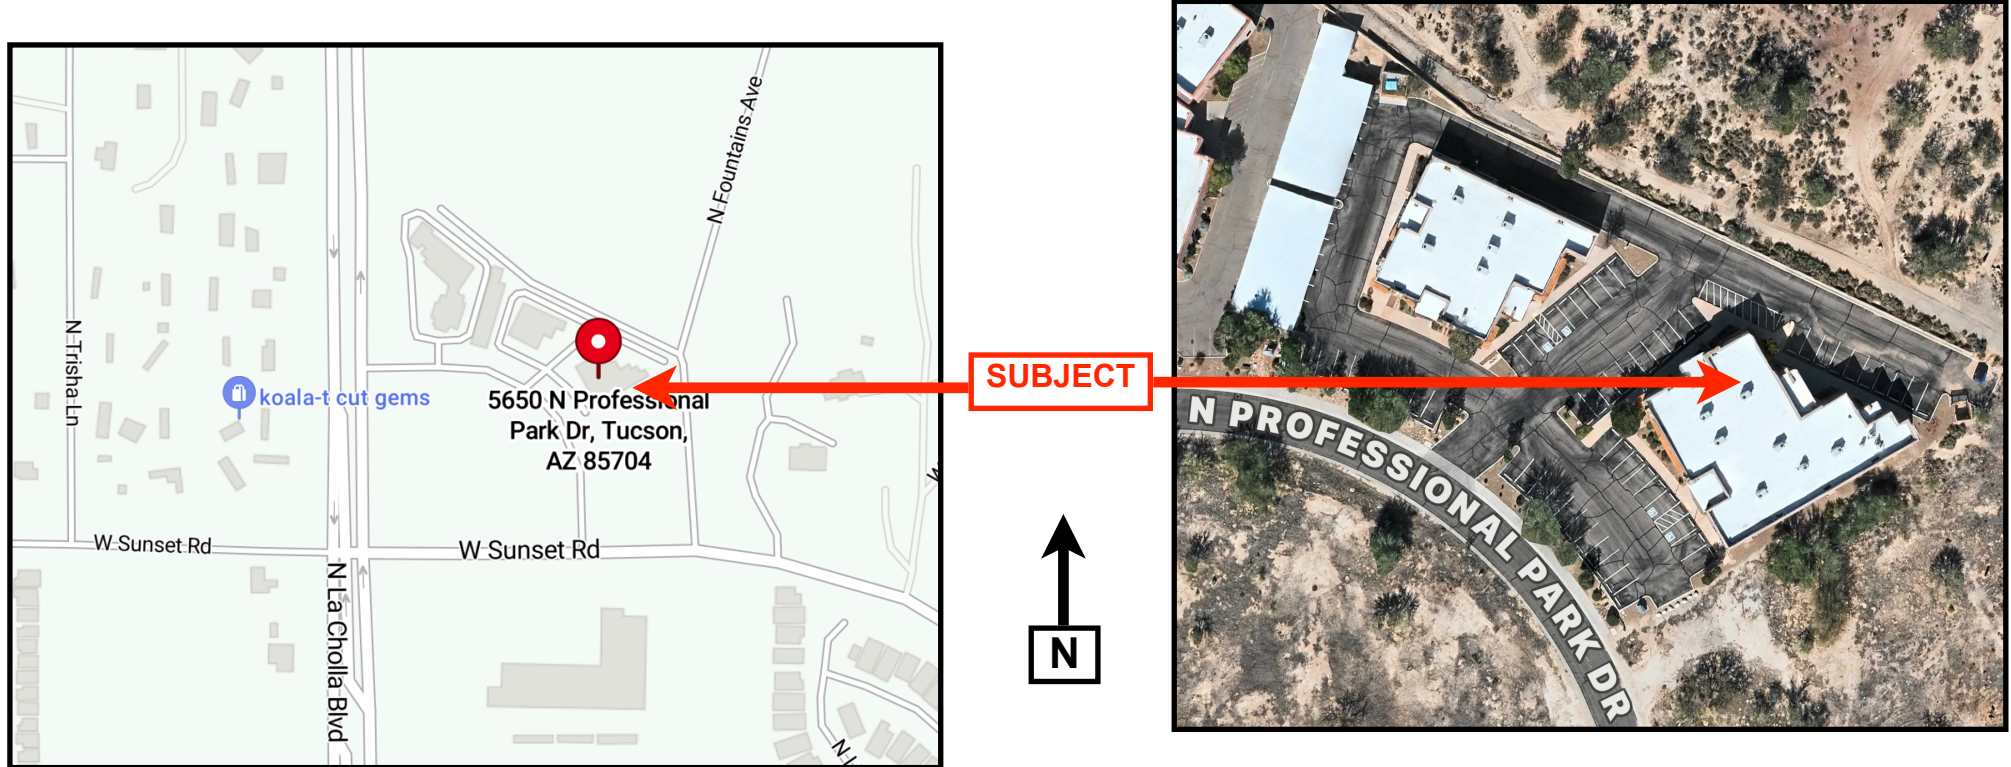 N Fountains Ave
N Trisha Ln
koala-t cut gems
5650 N Professional
Park Dr, Tucson,
AZ 85704
W Sunset Rd
W Sunset Rd
N La Cholla Blvd
SUBJECT
N
N PROFESSIONAL PARK DR